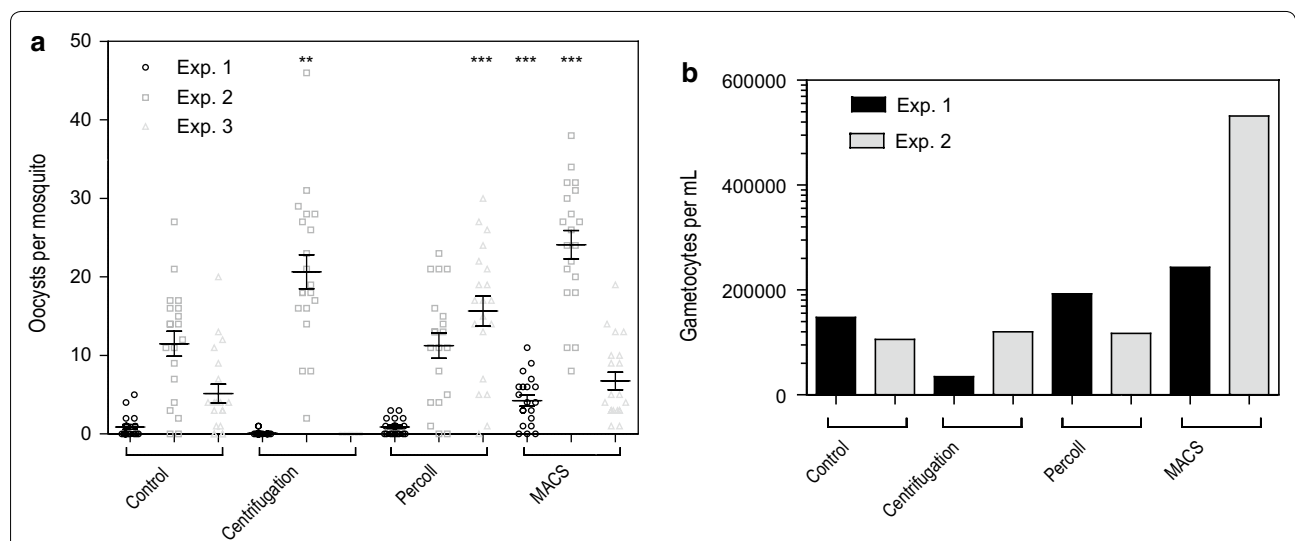 a
50
40
30
20
10
0
Oocysts per mosquito
Exp. 1
Exp. 2
Exp. 3
**
***
***
***
Control
Centrifugation
Percoll
MACS
b
600000
400000
200000
0
Gametocytes per mL
Exp. 1
Exp. 2
Control
Centrifugation
Percoll
MACS